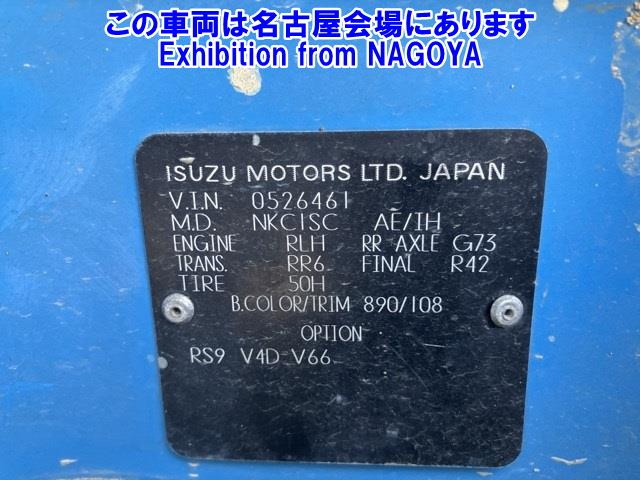 この車両は名古屋会場にあります
Exhibition from NAGOYA
ISUZU MOTORS LTD. JAPAN
V.I.N. 0526461
M.D. NKC1SC AE/1H
ENGINE RLH RR AXLE G73
TRANS. RR6 FINAL R42
TIRE 50H
B.COLOR/TRIM 890/108
OPTION
RS9 V4D V66